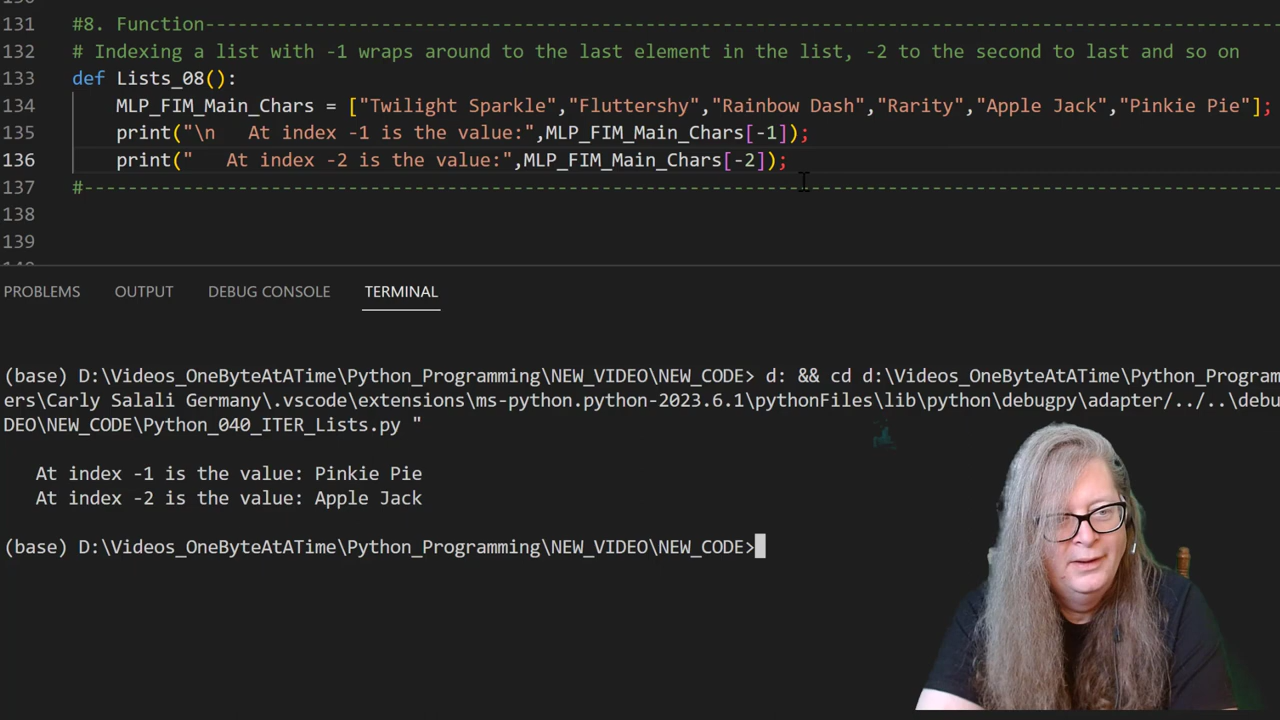 131 #8. Function-----------------------------------------------------------------------------------------------
132 # Indexing a list with -1 wraps around to the last element in the list, -2 to the second to last and so on
133 def Lists_08():
134 MLP_FIM_Main_Chars = ["Twilight Sparkle","Fluttershy","Rainbow Dash","Rarity","Apple Jack","Pinkie Pie"];
135 print("\n   At index -1 is the value:",MLP_FIM_Main_Chars[-1]);
136 print("   At index -2 is the value:",MLP_FIM_Main_Chars[-2]);
137 #---------------------------------------------------------------------------------------------------------------
138
139
PROBLEMS OUTPUT DEBUG CONSOLE TERMINAL
(base) D:\Videos_OneByteAtATime\Python_Programming\NEW_VIDEO\NEW_CODE> d: && cd d:\Videos_OneByteAtATime\Python_Program
ers\Carly Salali Germany\.vscode\extensions\ms-python.python-2023.6.1\pythonFiles\lib\python\debugpy\adapter/../..\debu
DEO\NEW_CODE\Python_040_ITER_Lists.py "
At index -1 is the value: Pinkie Pie
At index -2 is the value: Apple Jack
(base) D:\Videos_OneByteAtATime\Python_Programming\NEW_VIDEO\NEW_CODE>